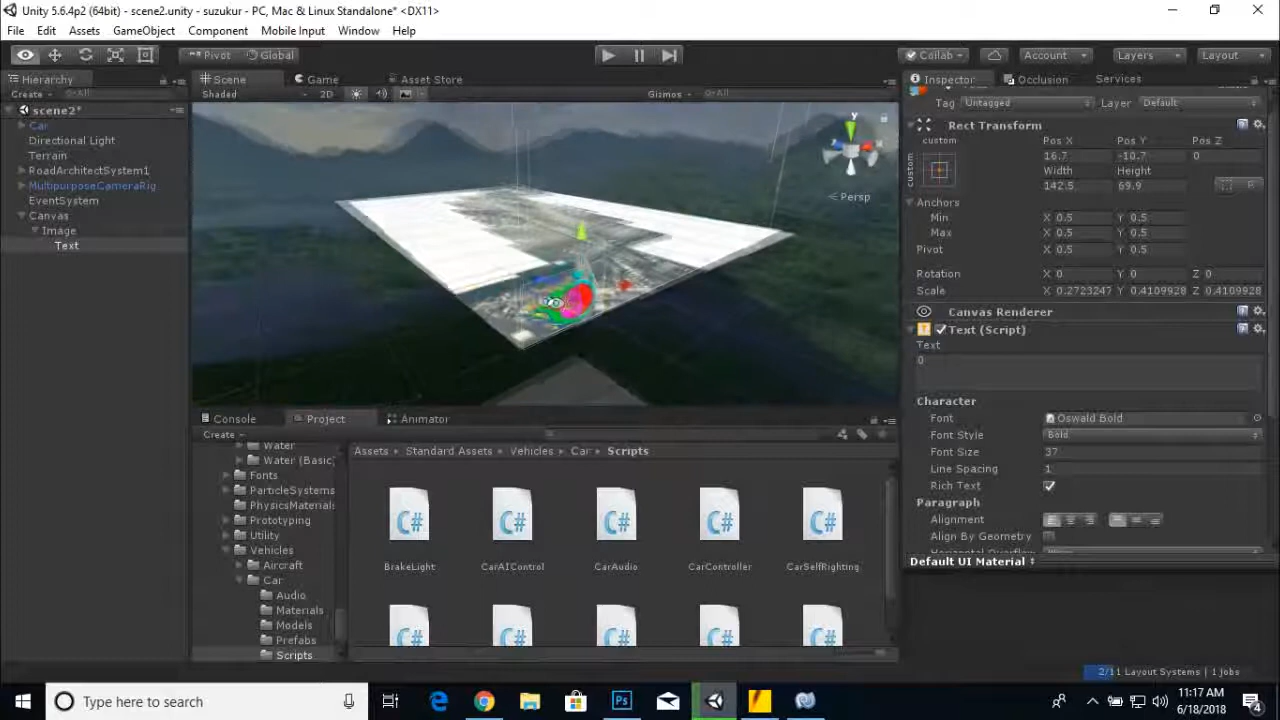 Unity 5.6.4p2 (64bit) - scene2.unity - suzukur - PC, Mac & Linux Standalone* <DX11>
File Edit Assets GameObject Component Mobile Input Window Help
Pivot Global Collab Account Layers Layout
Hierarchy Scene Game Asset Store Inspector Occlusion Services
Create All Shaded 2D Gizmos All
Tag Untagged Layer Default
scene2*
Car
Directional Light
Terrain
RoadArchitectSystem1
MultipurposeCameraRig
EventSystem
Canvas
Image
Text
y
Persp
Rect Transform
custom Pos X Pos Y Pos Z
custom 16.7 -10.7 0
Width Height
142.5 69.9 R
Anchors
Min X 0.5 Y 0.5
Max X 0.5 Y 0.5
Pivot X 0.5 Y 0.5
Rotation X 0 Y 0 Z 0
Scale X 0.2723247 Y 0.4109928 Z 0.4109928
Canvas Renderer
Text (Script)
Text
0
Character
Font Oswald Bold
Font Style Bold
Font Size 37
Line Spacing 1
Rich Text
Paragraph
Alignment
Align By Geometry
Default UI Material
Console Project Animator
Create
Water
Water (Basic)
Fonts
ParticleSystems
PhysicsMaterials
Prototyping
Utility
Vehicles
Aircraft
Car
Audio
Materials
Models
Prefabs
Scripts
Assets Standard Assets Vehicles Car Scripts
C# C# C# C# C#
BrakeLight CarAIControl CarAudio CarController CarSelfRighting
C# C# C# C# C#
2/11 Layout Systems | 1 jobs
Type here to search
Ps
11:17 AM
6/18/2018
4